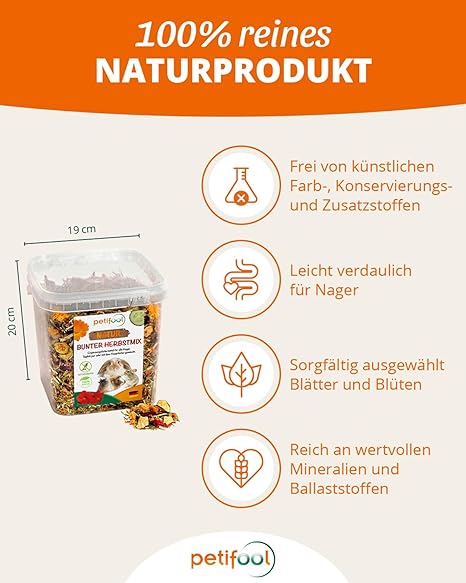 100% reines
NATURPRODUKT
Frei von künstlichen
Farb-, Konservierungs-
und Zusatzstoffen
19 cm
Leicht verdaulich
für Nager
20 cm
petifool
NATUR
BUNTER HERBSTMIX
Sorgfältig ausgewählt
Blätter und Blüten
Reich an wertvollen
Mineralien und
Ballaststoffen
petifool